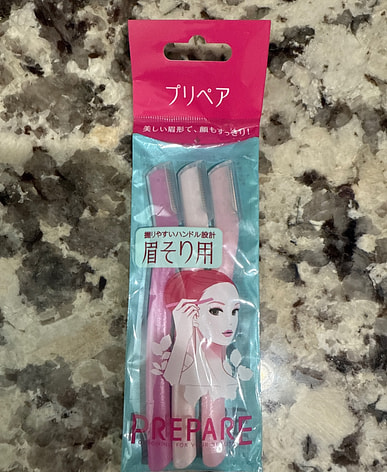 プリペア
美しい眉形で、顔もすっきり!
握りやすいハンドル設計
眉そり用
PREPARE